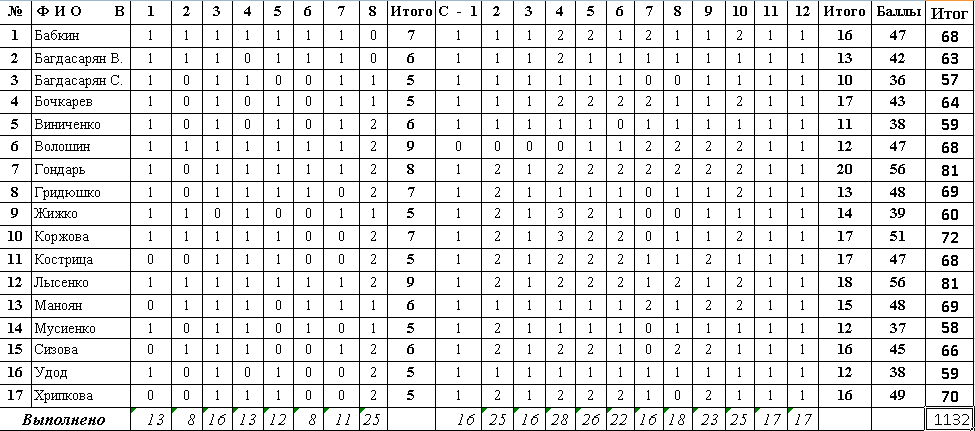 № Ф И О В 1 2 3 4 5 6 7 8 Итого С - 1 2 3 4 5 6 7 8 9 10 11 12 Итого Баллы Итог
1 Бабкин 1 1 1 1 1 1 1 0 7 1 1 1 2 2 1 2 1 1 2 1 1 16 47 68
2 Багдасарян В. 1 1 1 0 1 1 1 0 6 1 1 1 1 2 1 1 1 1 1 1 1 13 42 63
3 Багдасарян С. 1 0 1 1 0 0 1 1 5 1 1 1 1 1 1 0 0 1 1 1 1 10 36 57
4 Бочкарев 1 0 1 0 1 0 1 1 5 1 1 1 2 2 2 2 1 1 2 1 1 17 43 64
5 Виниченко 1 0 1 0 1 0 1 2 6 1 1 1 1 1 0 1 1 1 1 1 1 11 38 59
6 Волошин 1 1 1 1 1 1 1 2 9 0 0 0 0 1 1 2 2 2 2 1 1 12 47 68
7 Гондарь 1 0 1 1 1 1 1 2 8 1 2 1 2 2 2 2 2 2 2 1 1 20 56 81
8 Гридюшко 1 0 1 1 1 1 0 2 7 1 2 1 1 1 1 0 1 1 2 1 1 13 48 69
9 Жижко 1 1 0 1 0 0 1 1 5 1 2 1 3 2 1 0 0 1 1 1 1 14 39 60
10 Коржова 1 1 1 1 1 0 0 2 7 1 2 1 3 2 2 0 1 1 2 1 1 17 51 72
11 Кострица 0 0 1 1 1 0 0 2 5 1 2 1 2 2 2 1 1 2 1 1 1 17 47 68
12 Лысенко 1 1 1 1 1 1 1 2 9 1 2 1 2 2 2 1 1 2 2 1 1 18 56 81
13 Маноян 0 1 1 1 0 1 1 1 6 1 1 1 1 1 1 2 1 2 2 1 1 15 48 69
14 Мусиенко 1 0 1 1 0 1 0 1 5 1 2 1 1 1 1 0 1 1 1 1 1 12 37 58
15 Сизова 0 1 1 1 0 0 1 2 6 1 2 1 2 2 1 0 2 2 1 1 1 16 45 66
16 Удод 1 0 1 0 1 0 0 2 5 1 1 1 1 1 1 1 1 1 1 1 1 12 38 59
17 Хрипкова 0 0 1 1 1 0 0 2 5 1 2 1 2 2 2 1 0 2 1 1 1 16 49 70
Выполнено 13 8 16 13 12 8 11 25 16 25 16 28 26 22 16 18 23 25 17 17 1132